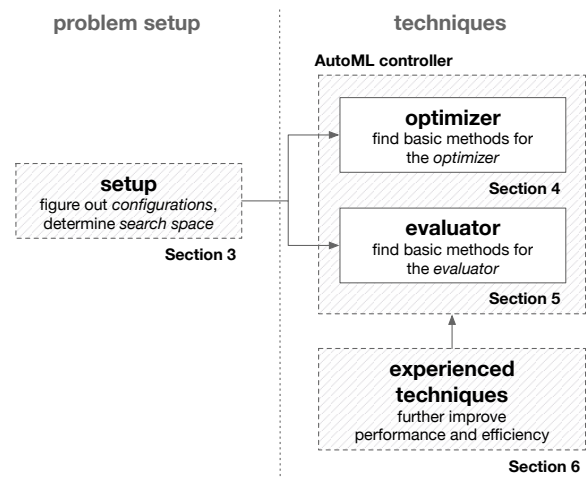 problem setup
techniques
AutoML controller
optimizer
find basic methods for
the optimizer
Section 4
setup
figure out configurations,
determine search space
Section 3
evaluator
find basic methods for
the evaluator
Section 5
experienced
techniques
further improve
performance and efficiency
Section 6